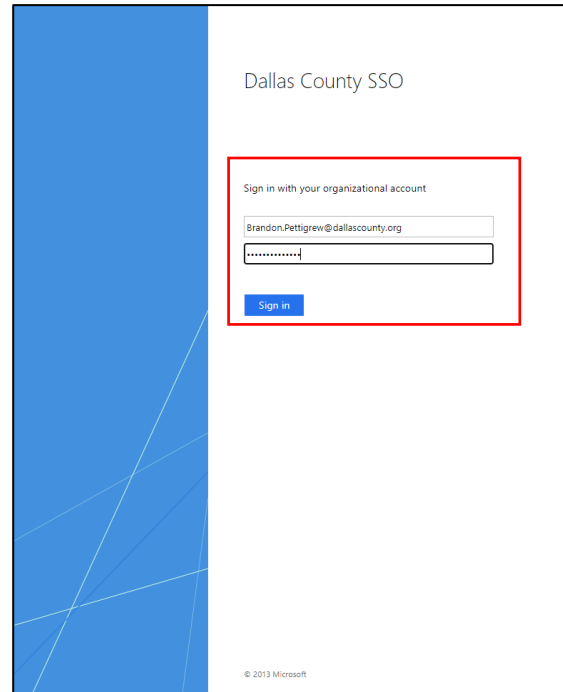 Dallas County SSO
Sign in with your organizational account
Brandon.Pettigrew@dallascounty.org
••••••••••••••
Sign in
© 2013 Microsoft